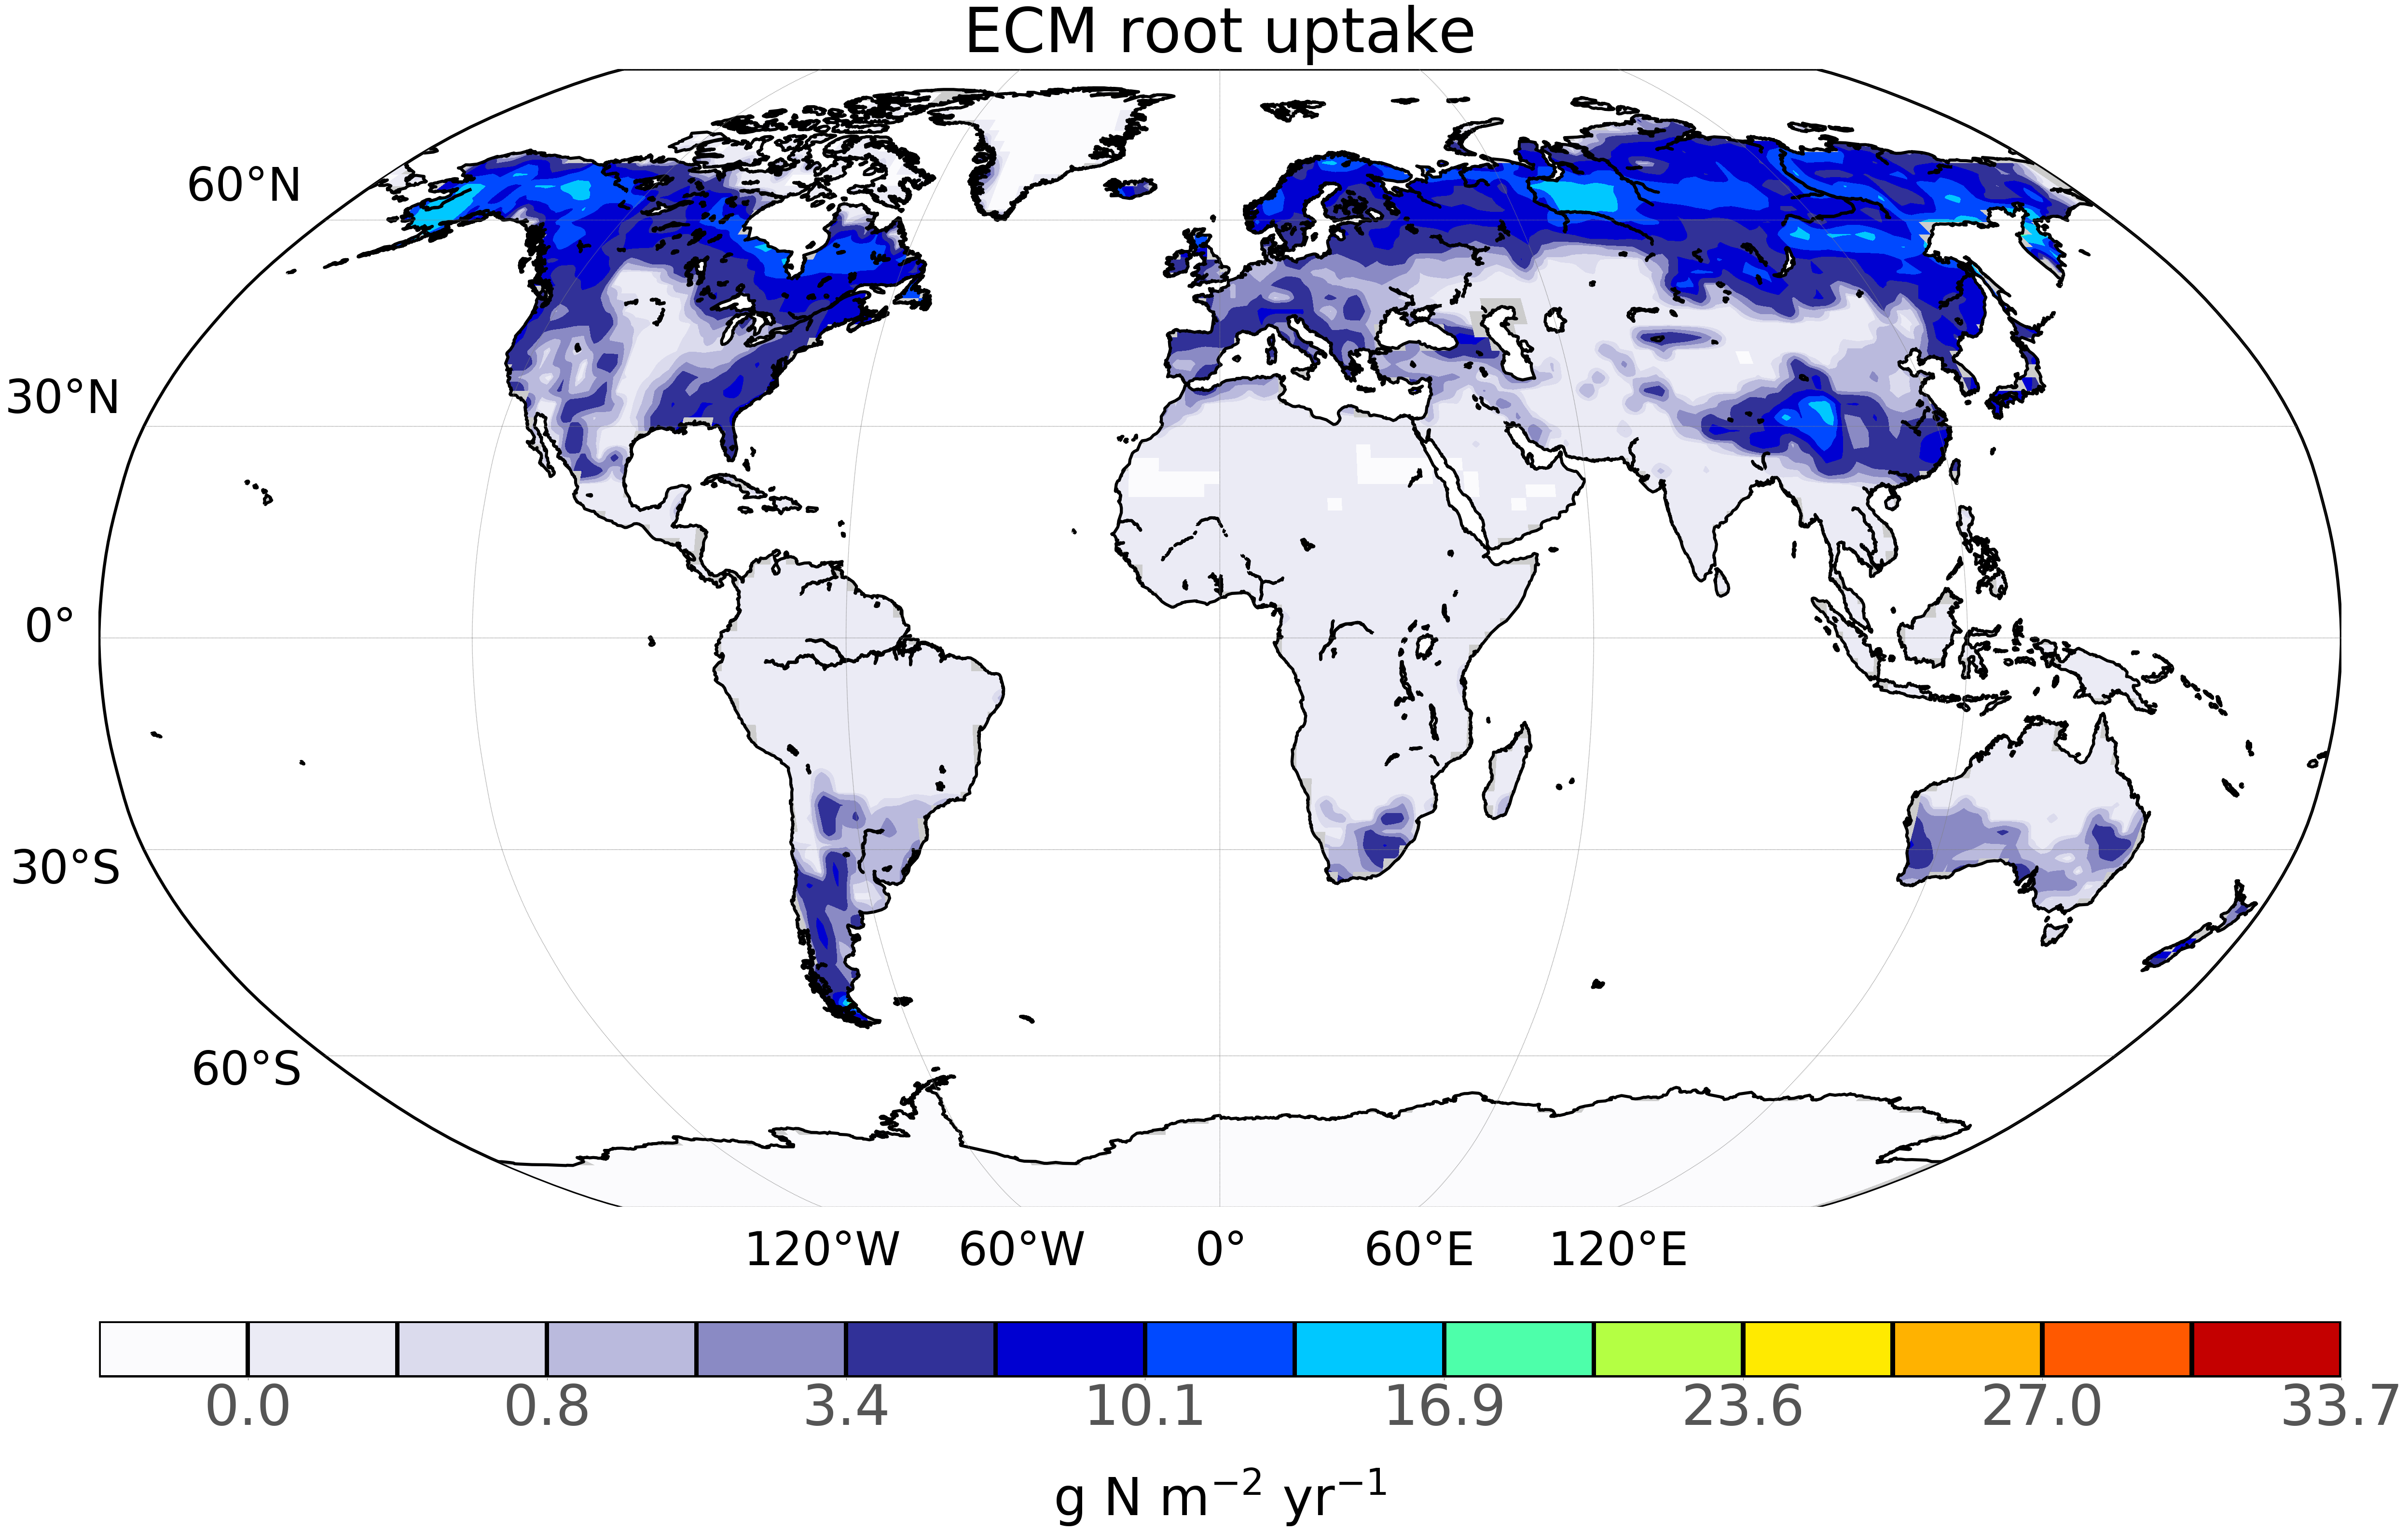 ECM root uptake
60°N
30°N
0°
30°S
60°S
120°W 60°W 0° 60°E 120°E
0.0 0.8 3.4 10.1 16.9 23.6 27.0 33.7
g N m⁻² yr⁻¹